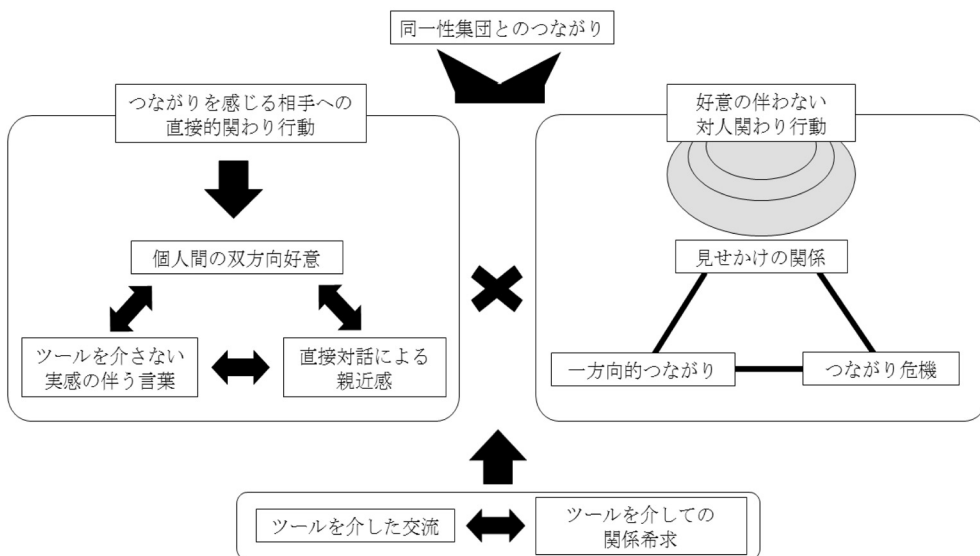 同一性集団とのつながり
つながりを感じる相手への
直接的関わり行動
個人間の双方向好意
ツールを介さない
実感の伴う言葉
直接対話による
親近感
好意の伴わない
対人関わり行動
見せかけの関係
一方向的つながり
つながり危機
ツールを介した交流
ツールを介しての
関係希求